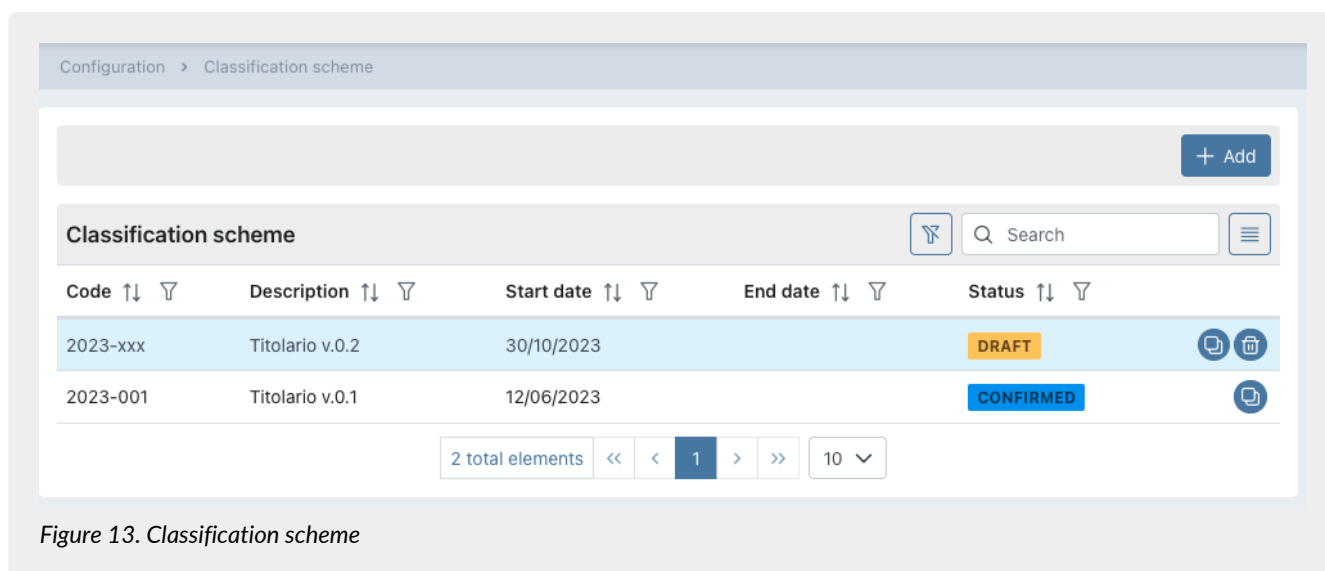 Configuration > Classification scheme
+ Add
Classification scheme Search
Code Description Start date End date Status
2023-xxx Titolario v.0.2 30/10/2023 DRAFT
2023-001 Titolario v.0.1 12/06/2023 CONFIRMED
2 total elements << < 1 > >> 10
Figure 13. Classification scheme